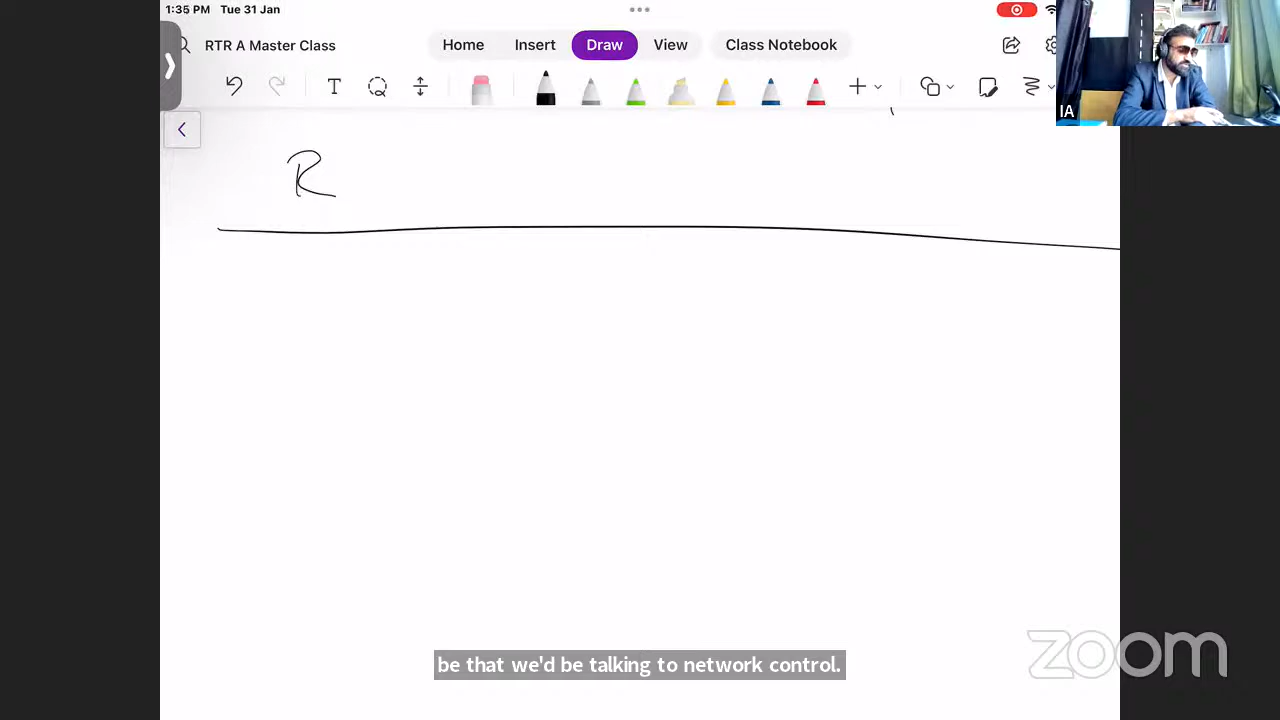 1:35 PM Tue 31 Jan
RTR A Master Class
Home Insert Draw View Class Notebook
T
IA
R
be that we'd be talking to network control.
zoom